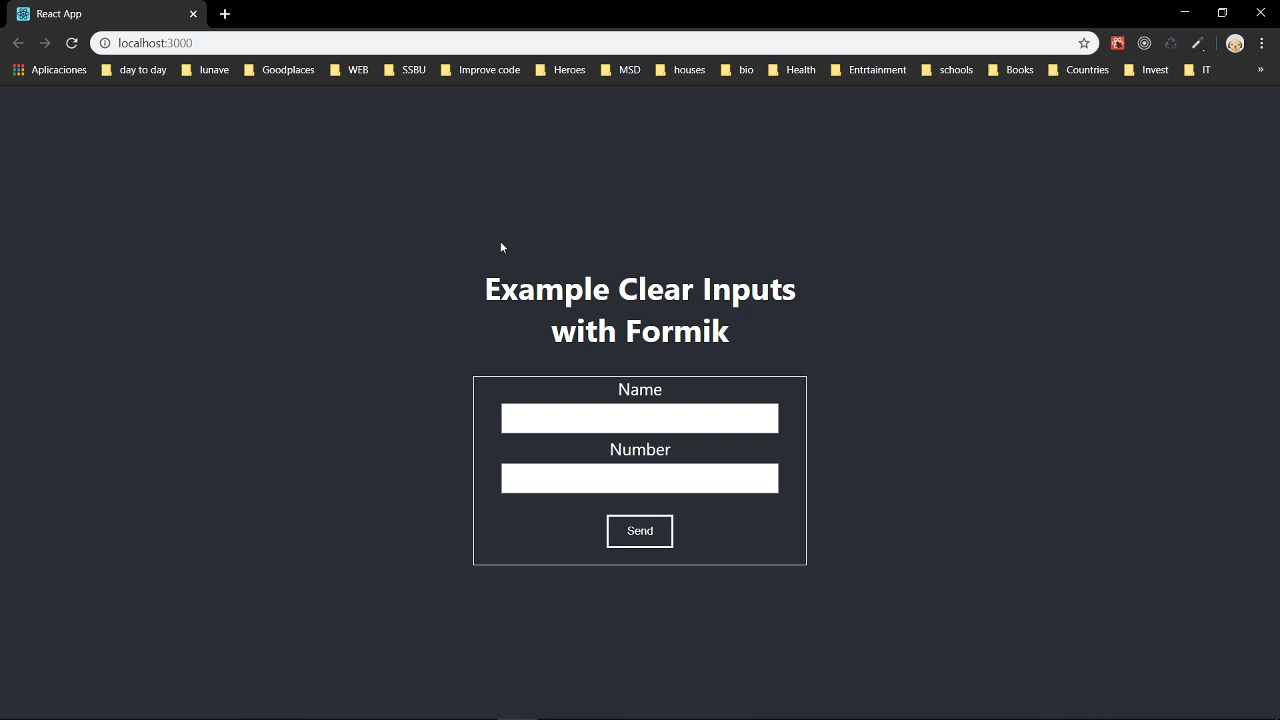 React App
localhost:3000
Aplicaciones day to day lunave Goodplaces WEB SSBU Improve code Heroes MSD houses bio Health Entrtainment schools Books Countries Invest IT »
Example Clear Inputs
with Formik
Name
Number
Send